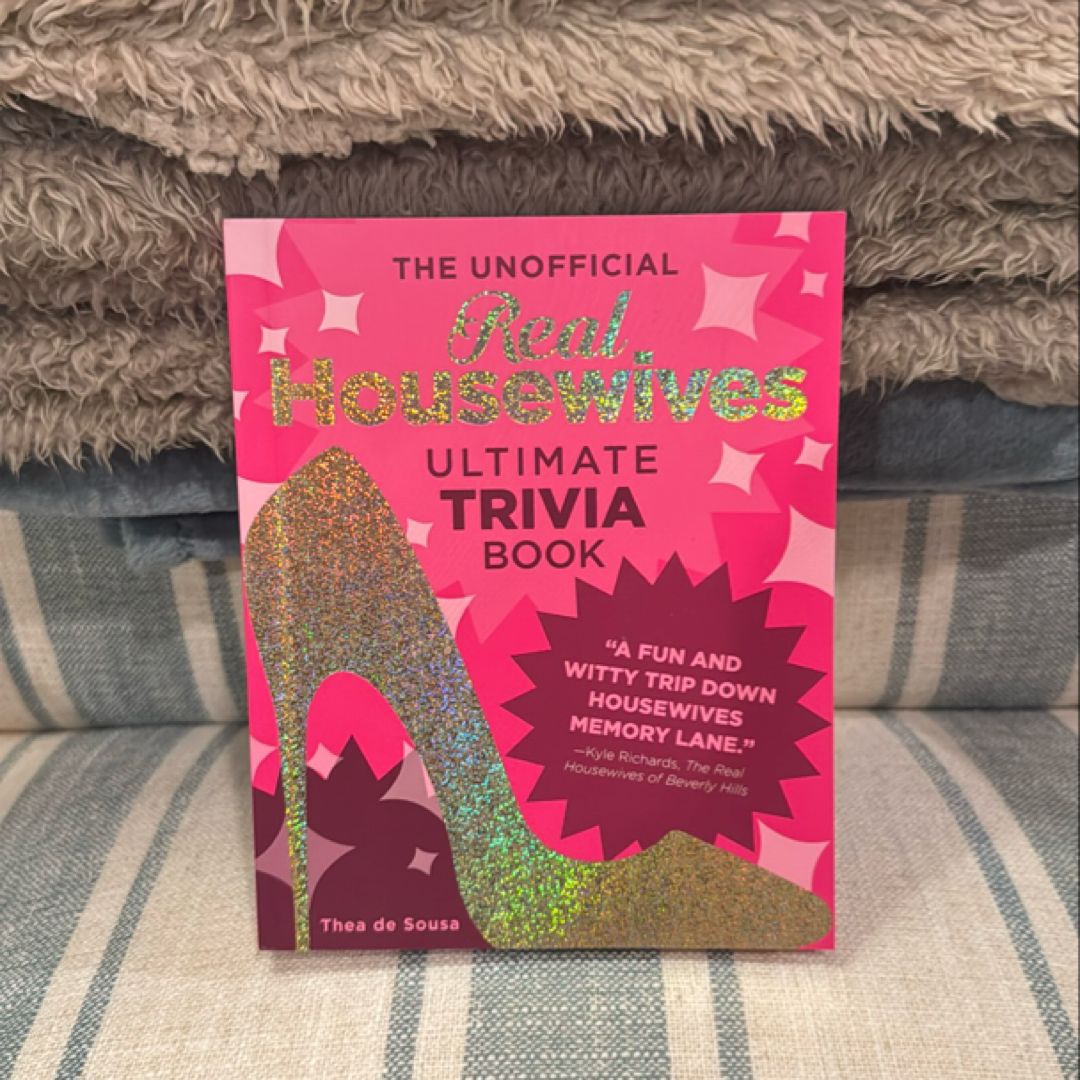 THE UNOFFICIAL
Real
Housewives
ULTIMATE
TRIVIA
BOOK
“A FUN AND
WITTY TRIP DOWN
HOUSEWIVES
MEMORY LANE.”
—Kyle Richards, The Real
Housewives of Beverly Hills
Thea de Sousa